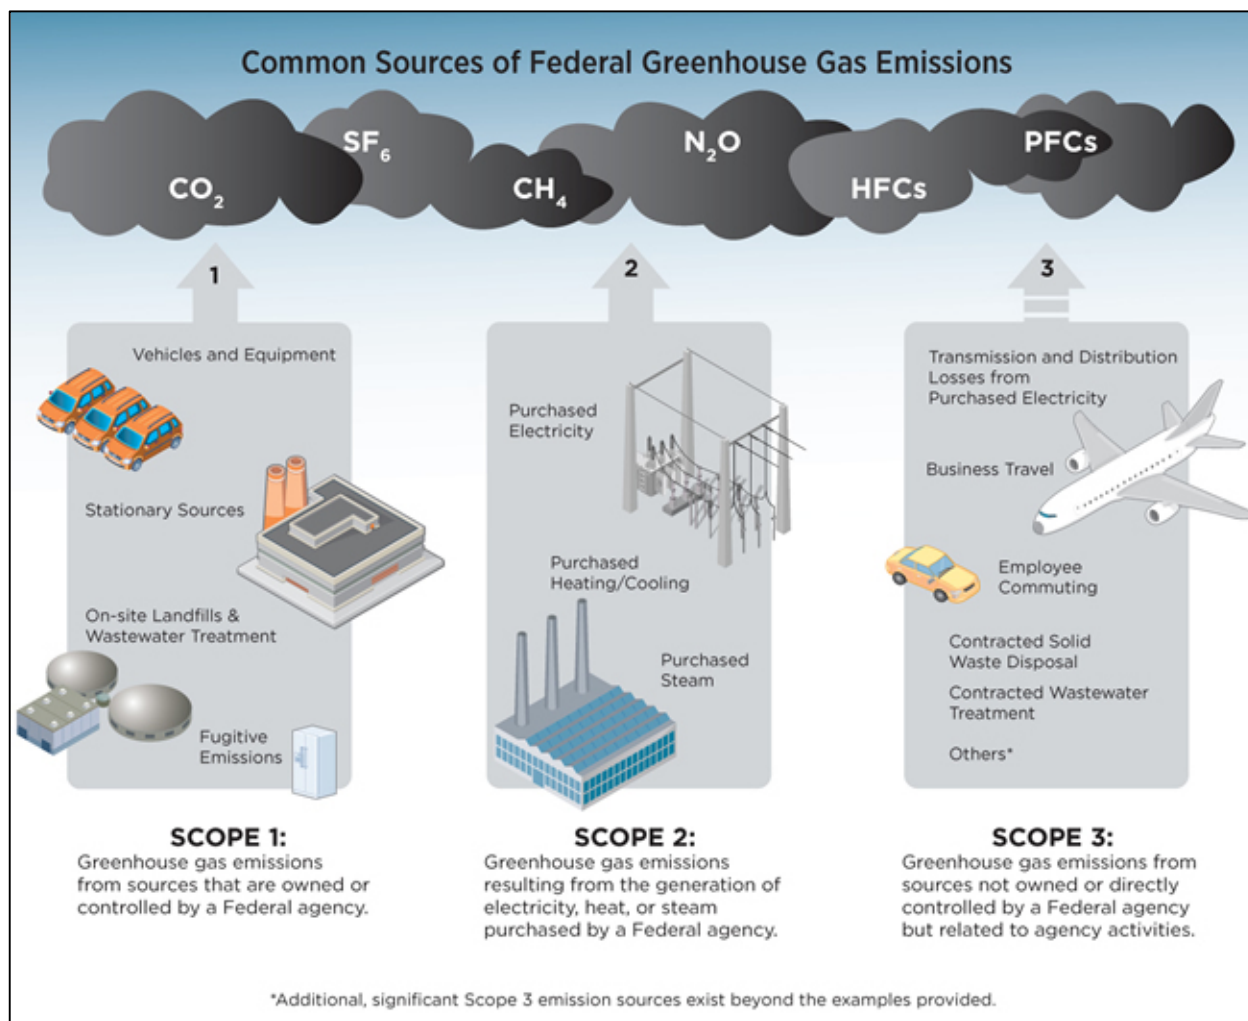 Common Sources of Federal Greenhouse Gas Emissions
SF₆
N₂O
PFCs
CO₂
CH₄
HFCs
1
2
3
Vehicles and Equipment
Stationary Sources
On-site Landfills &
Wastewater Treatment
Fugitive
Emissions
Purchased
Electricity
Purchased
Heating/Cooling
Purchased
Steam
Transmission and Distribution
Losses from
Purchased Electricity
Business Travel
Employee
Commuting
Contracted Solid
Waste Disposal
Contracted Wastewater
Treatment
Others*
SCOPE 1:
Greenhouse gas emissions
from sources that are owned or
controlled by a Federal agency.
SCOPE 2:
Greenhouse gas emissions
resulting from the generation of
electricity, heat, or steam
purchased by a Federal agency.
SCOPE 3:
Greenhouse gas emissions from
sources not owned or directly
controlled by a Federal agency
but related to agency activities.
*Additional, significant Scope 3 emission sources exist beyond the examples provided.